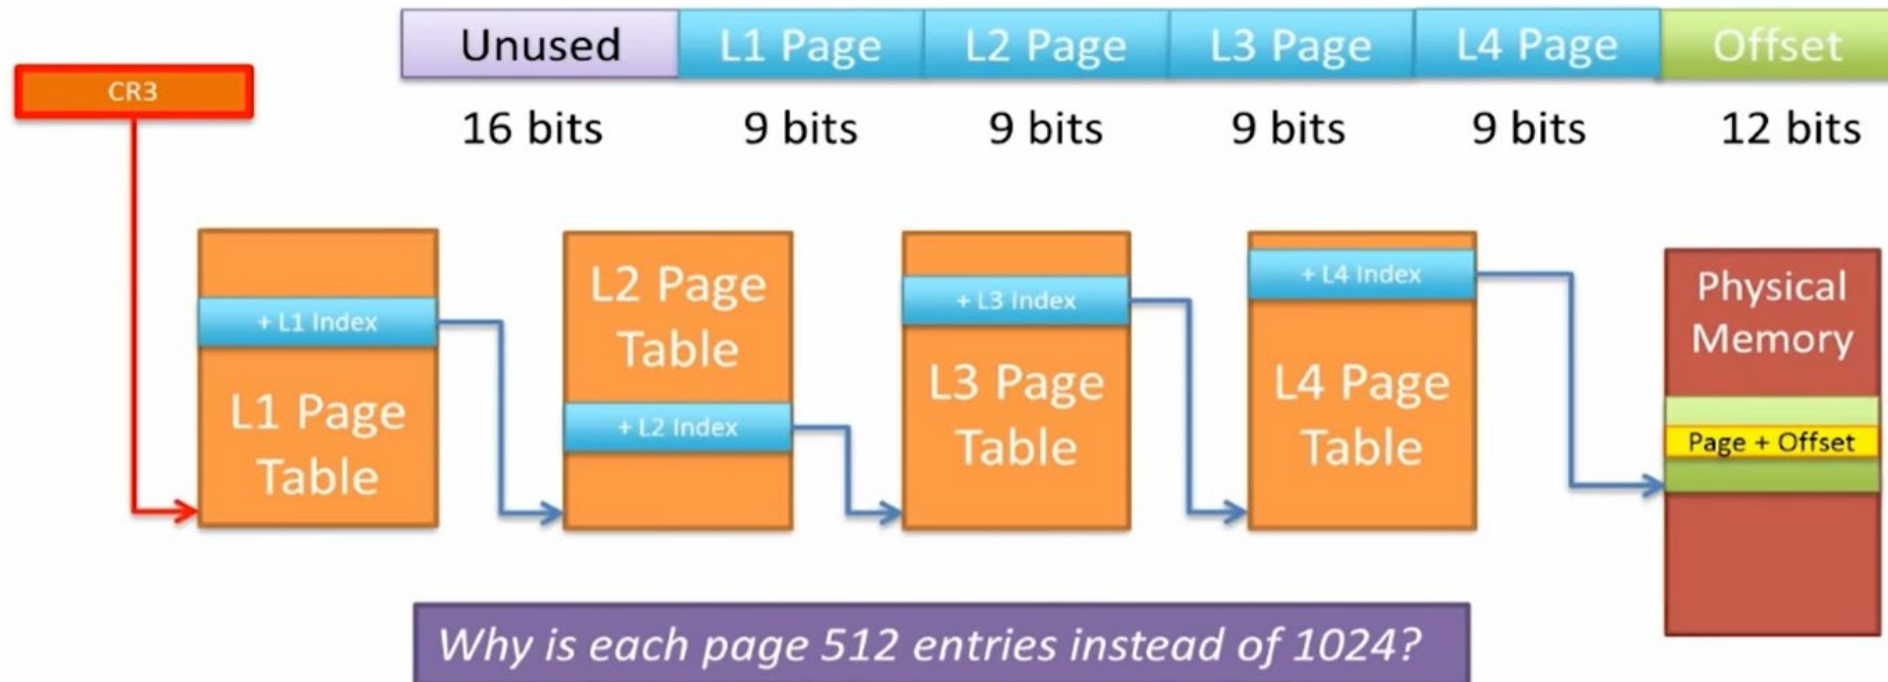 Unused L1 Page L2 Page L3 Page L4 Page Offset
CR3
16 bits 9 bits 9 bits 9 bits 9 bits 12 bits
+ L1 Index
L1 Page
Table
L2 Page
Table
+ L2 Index
+ L3 Index
L3 Page
Table
+ L4 Index
L4 Page
Table
Physical
Memory
Page + Offset
Why is each page 512 entries instead of 1024?